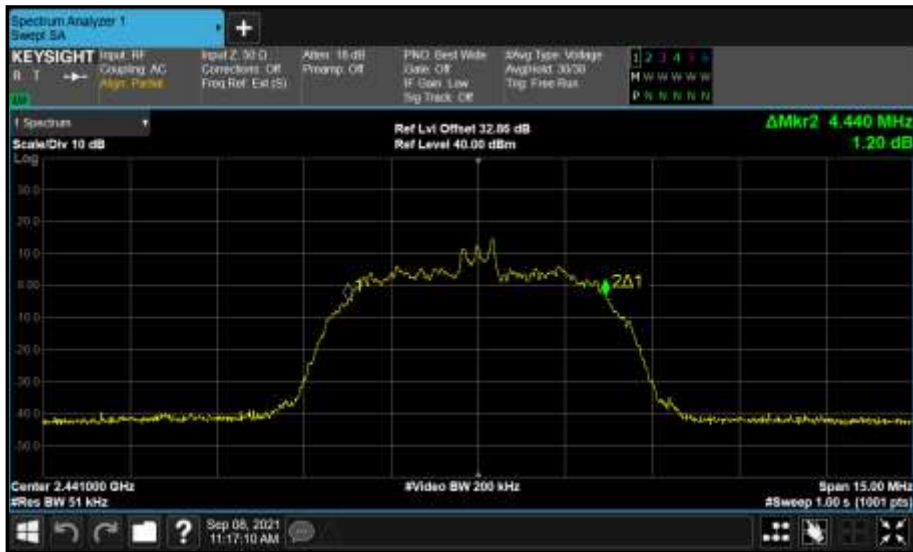 Spectrum Analyzer 1
Swept SA
+
KEYSIGHT Input: RF
R T Coupling: AC
Align: Partial
Input Z: 50 Ω
Corrections: Off
Freq Ref: Ext (S)
Atten: 18 dB
Preamp: Off
PNO: Best Wide
Gate: Off
IF Gain: Low
Sig Track: Off
#Avg Type: Voltage
Avg|Hold: 30/30
Trig: Free Run
1 2 3 4 5 6
M W W W W W
P N N N N N
1 Spectrum
Scale/Div 10 dB
Log
Ref Lvl Offset 32.85 dB
Ref Level 40.00 dBm
ΔMkr2 4.440 MHz
1.20 dB
30.0
20.0
10.0
0.00
-10.0
-20.0
-30.0
-40.0
-50.0
2Δ1
Center 2.441000 GHz
#Res BW 51 kHz
#Video BW 200 kHz
Span 15.00 MHz
#Sweep 1.00 s (1001 pts)
?
Sep 08, 2021
11:17:10 AM